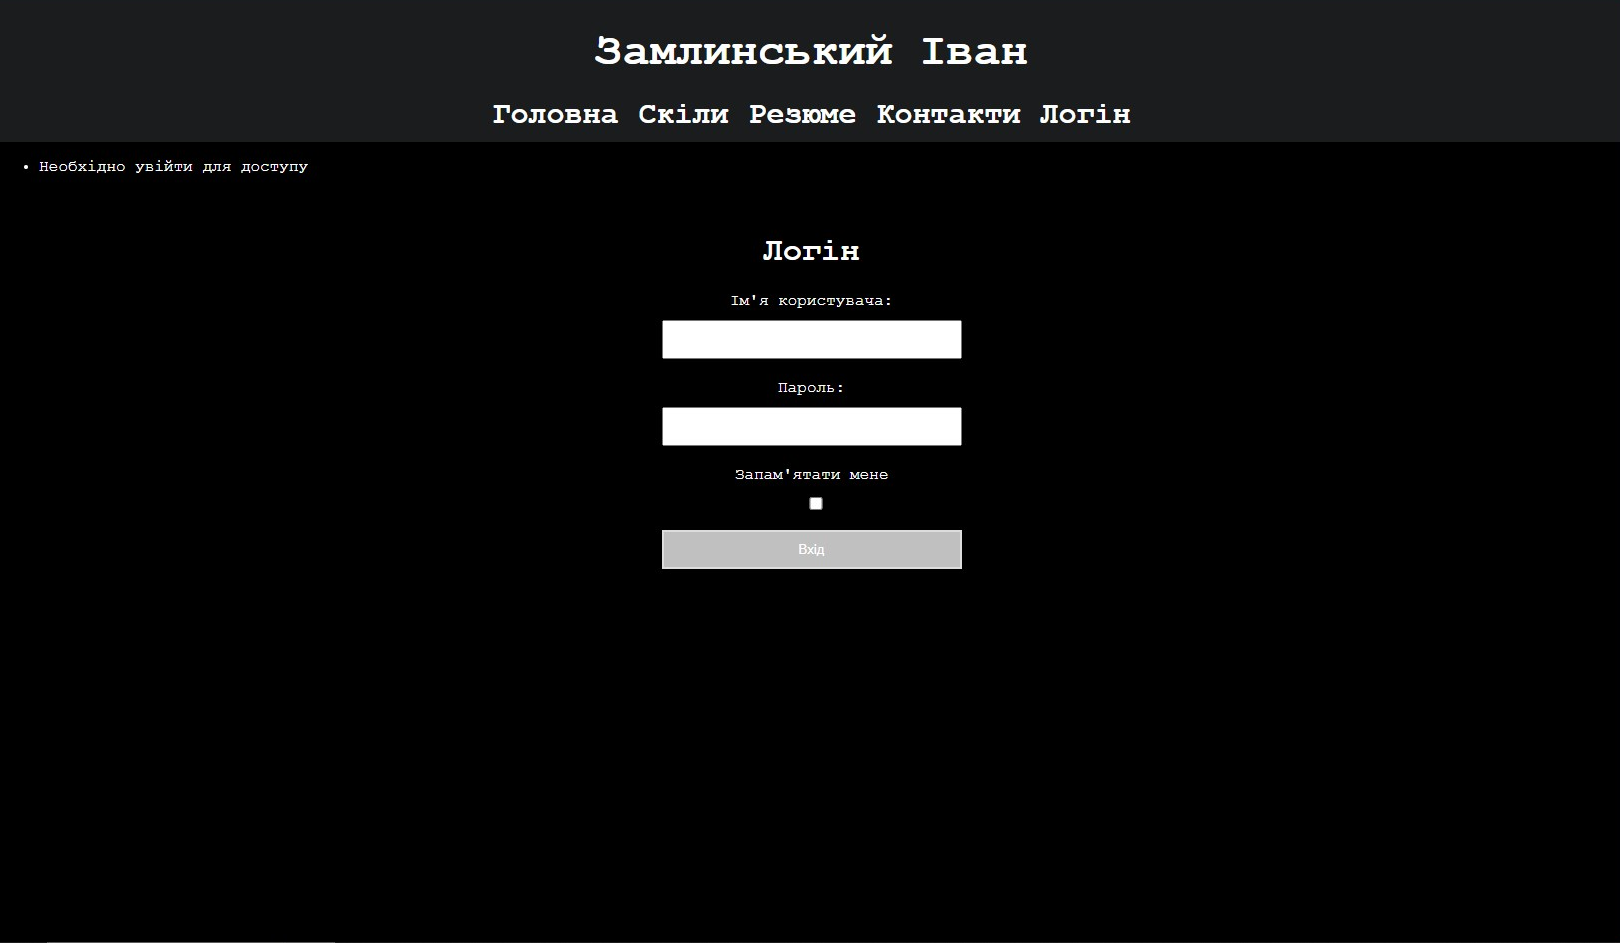 Замлинський Іван
Головна Скіли Резюме Контакти Логін
Необхідно увійти для доступу
Логін
Ім'я користувача:
Пароль:
Запам'ятати мене
Вхід